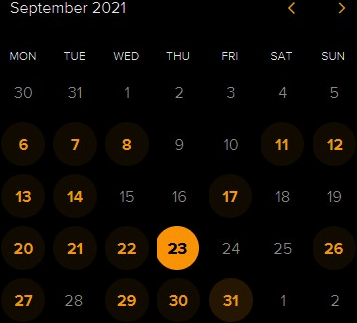 September 2021
MON TUE WED THU FRI SAT SUN
30 31 1 2 3 4 5
6 7 8 9 10 11 12
13 14 15 16 17 18 19
20 21 22 23 24 25 26
27 28 29 30 31 1 2